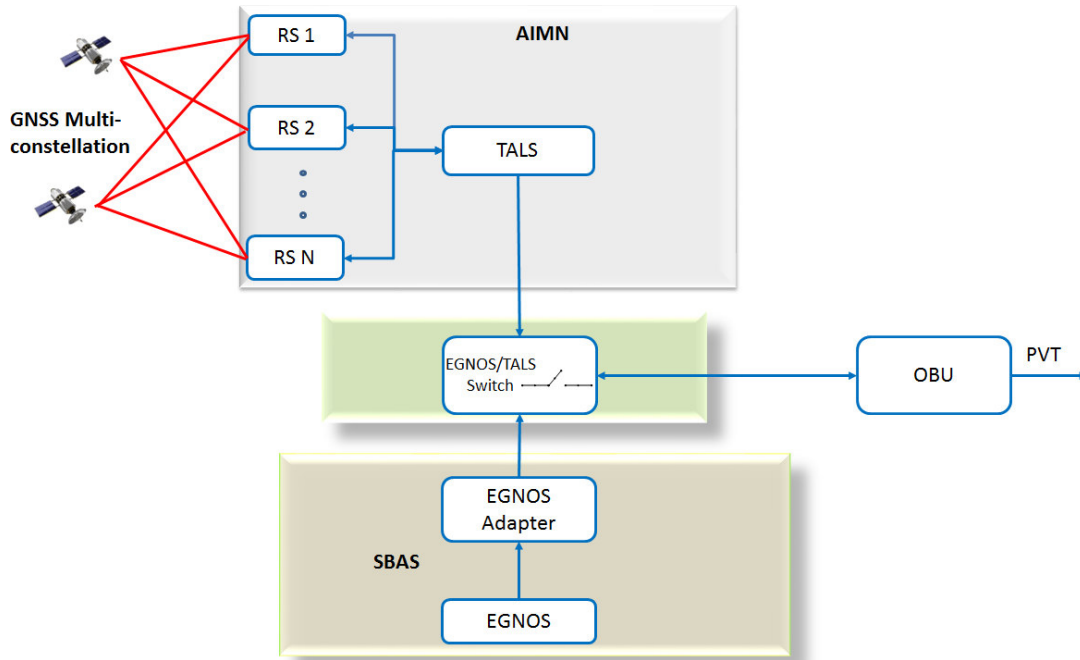 RS 1
AIMN
GNSS Multi-
constellation
RS 2
TALS
RS N
EGNOS/TALS
Switch
OBU
PVT
EGNOS
Adapter
SBAS
EGNOS